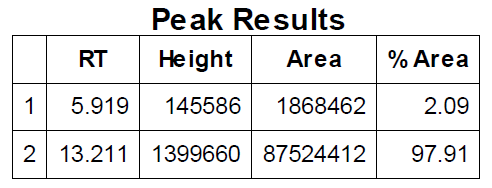 Peak Results
RT Height Area % Area
1 5.919 145586 1868462 2.09
2 13.211 1399660 87524412 97.91